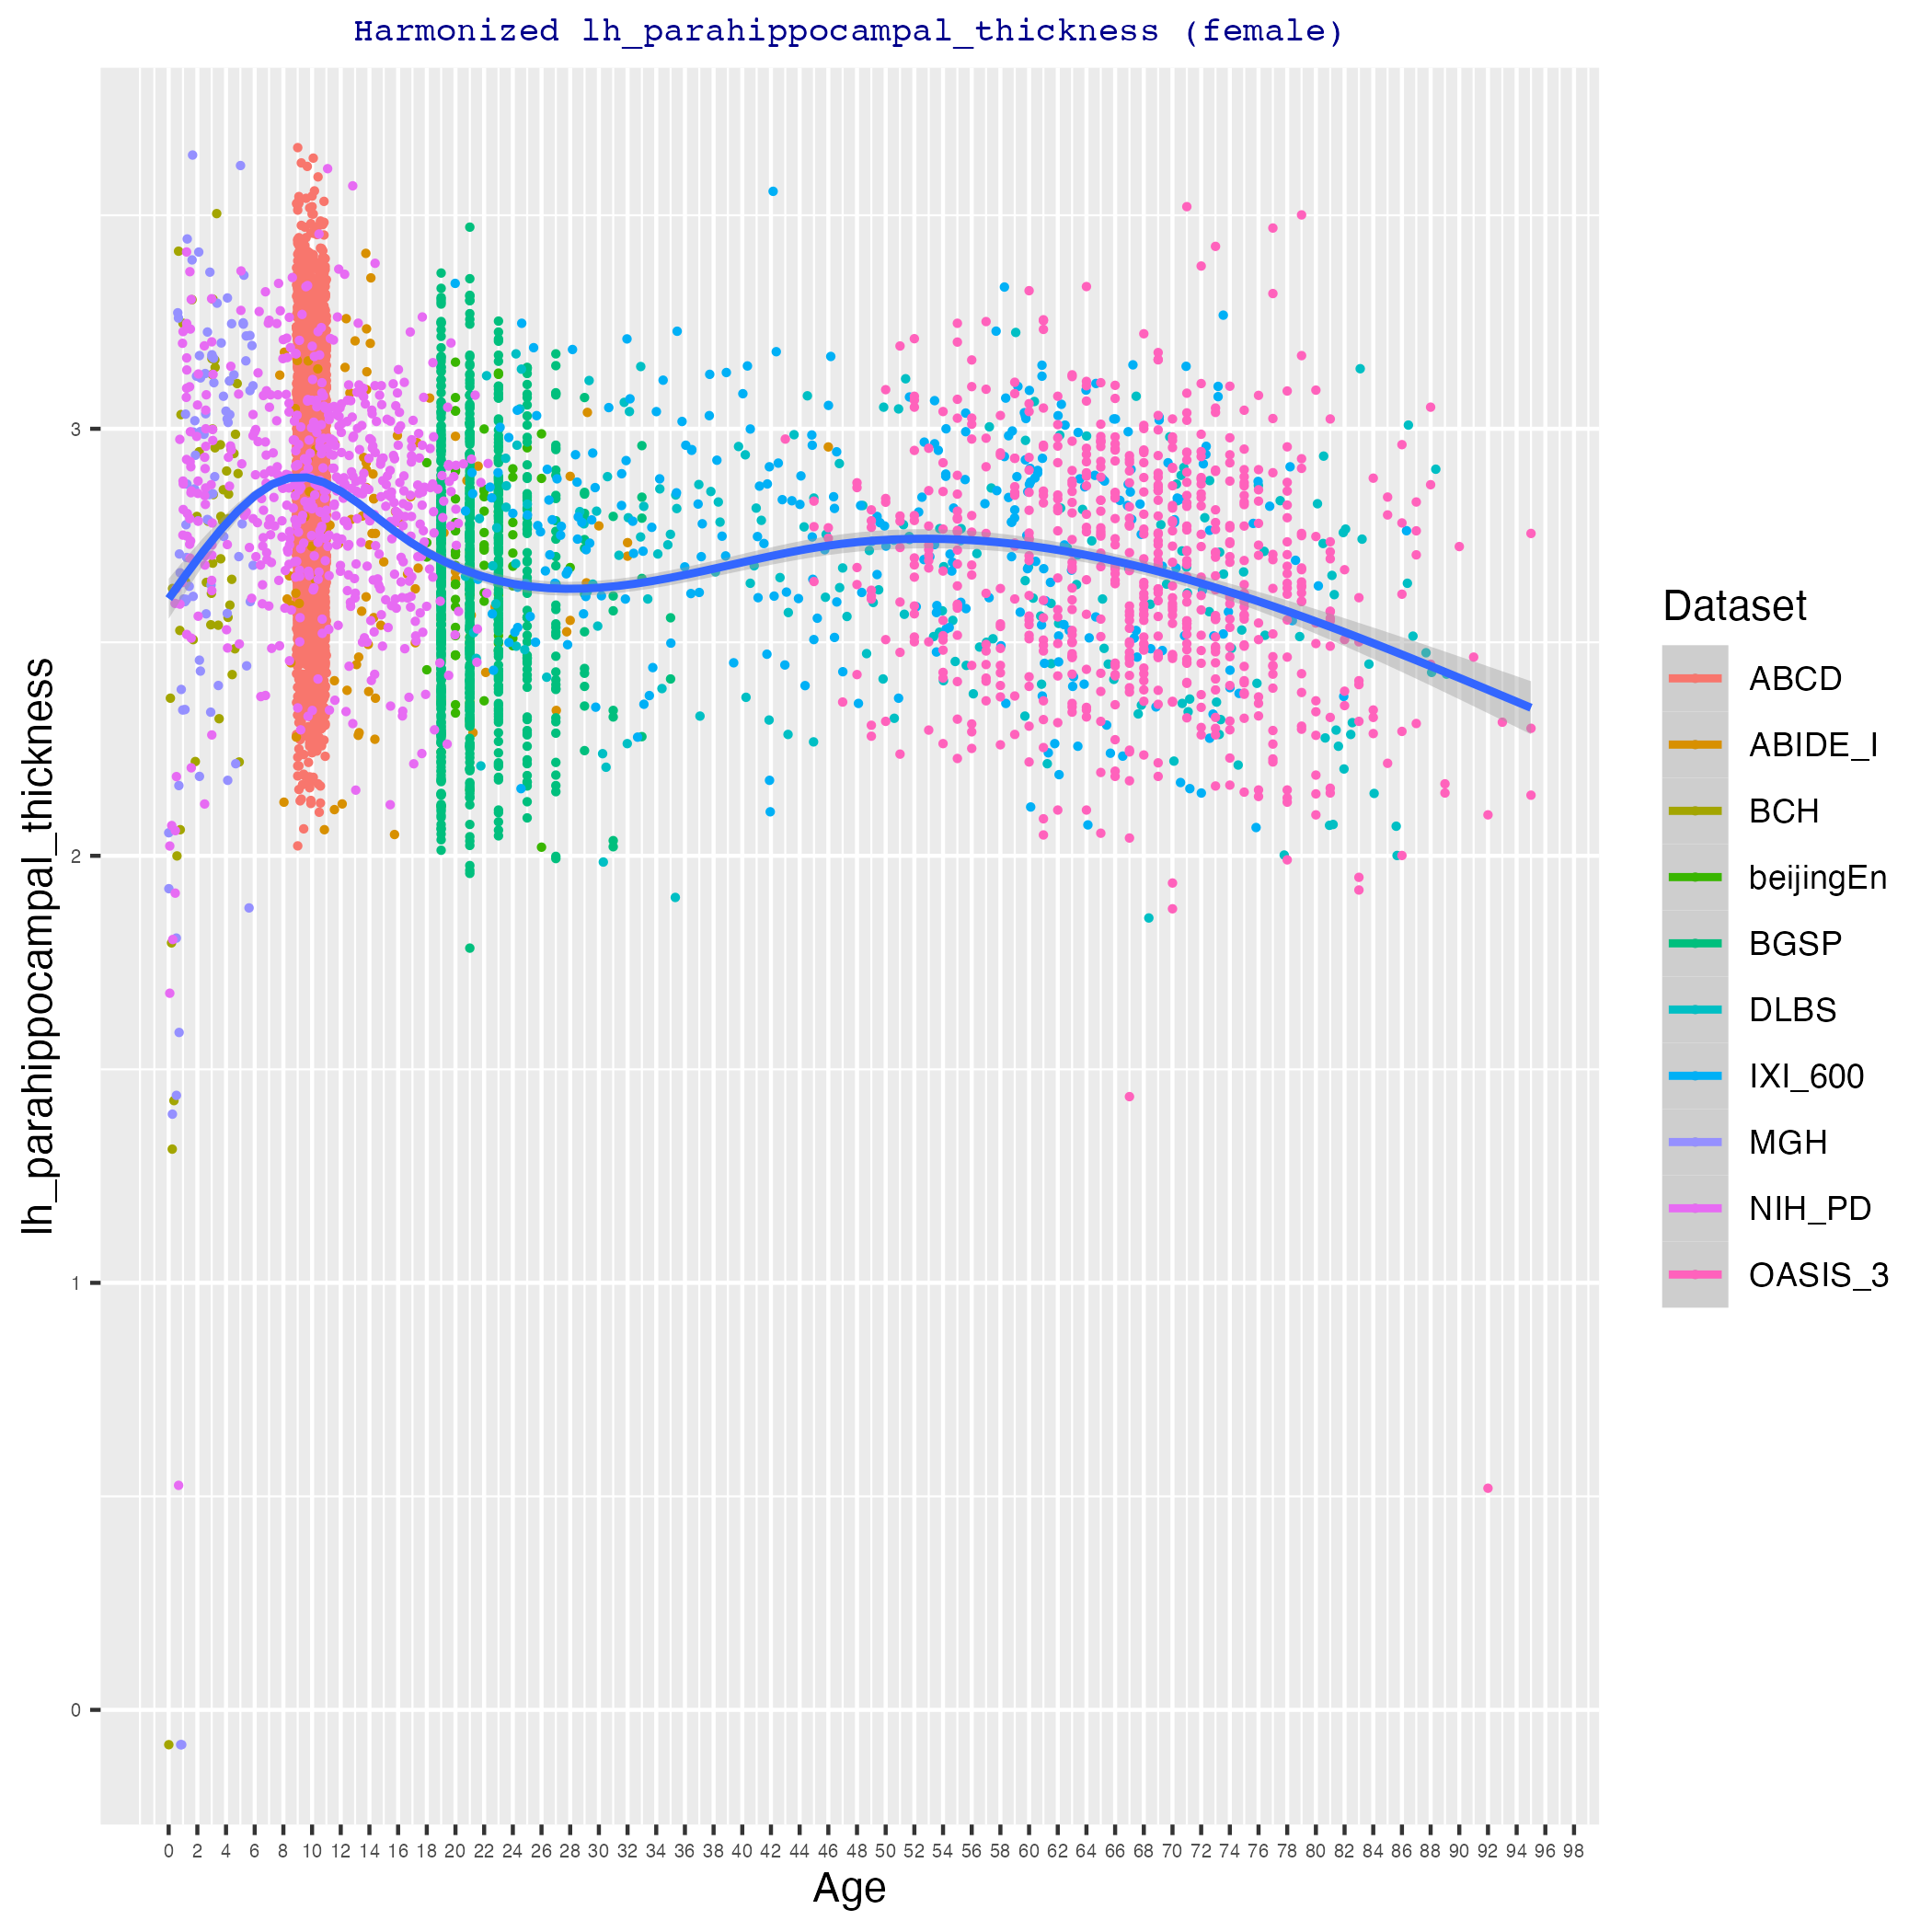 Harmonized lh_parahippocampal_thickness (female)
lh_parahippocampal_thickness
3
2
1
0
0 2 4 6 8 10 12 14 16 18 20 22 24 26 28 30 32 34 36 38 40 42 44 46 48 50 52 54 56 58 60 62 64 66 68 70 72 74 76 78 80 82 84 86 88 90 92 94 96 98
Age
Dataset
ABCD
ABIDE_I
BCH
beijingEn
BGSP
DLBS
IXI_600
MGH
NIH_PD
OASIS_3